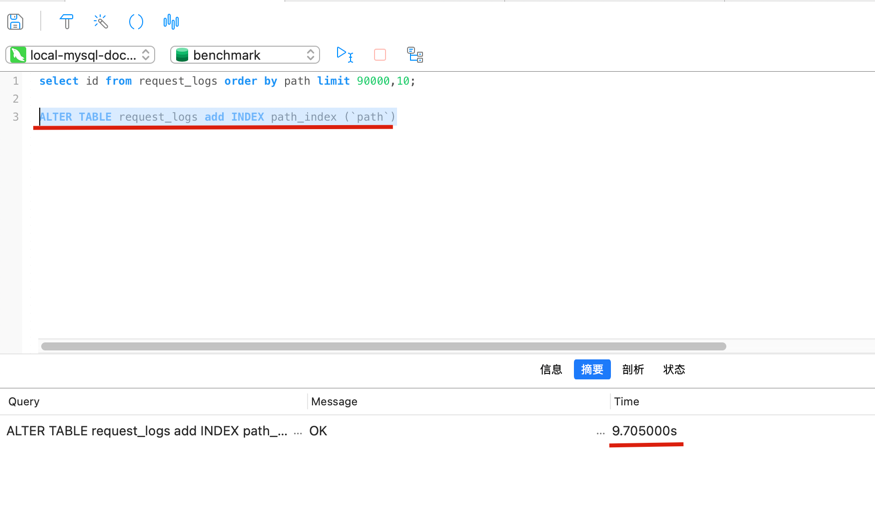 local-mysql-doc...
benchmark
1 select id from request_logs order by path limit 90000,10;
2
3 ALTER TABLE request_logs add INDEX path_index (`path`)
信息 摘要 剖析 状态
Query Message Time
ALTER TABLE request_logs add INDEX path_... ... OK ... 9.705000s